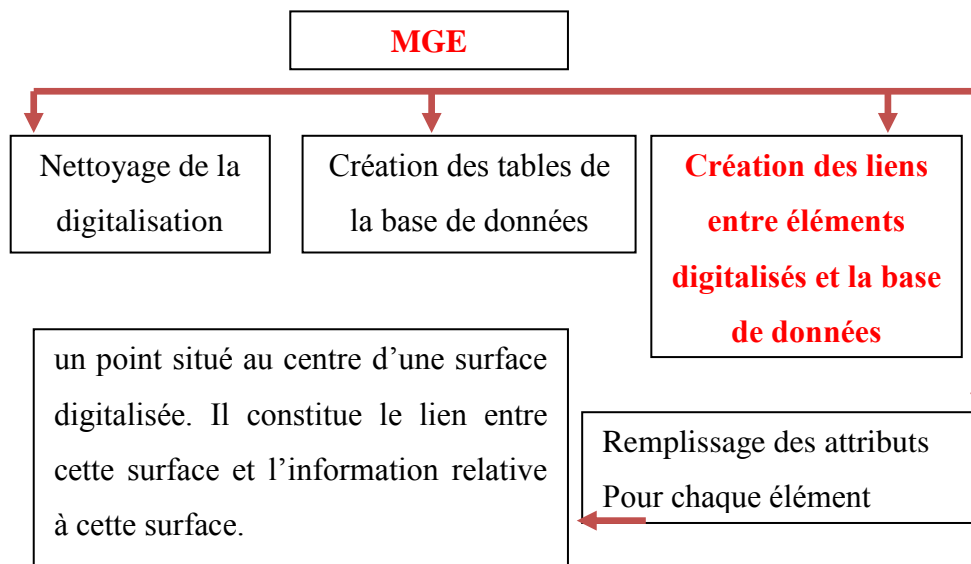 MGE
Nettoyage de la
digitalisation
Création des tables de
la base de données
Création des liens
entre éléments
digitalisés et la base
de données
un point situé au centre d’une surface
digitalisée. Il constitue le lien entre
cette surface et l’information relative
à cette surface.
Remplissage des attributs
Pour chaque élément